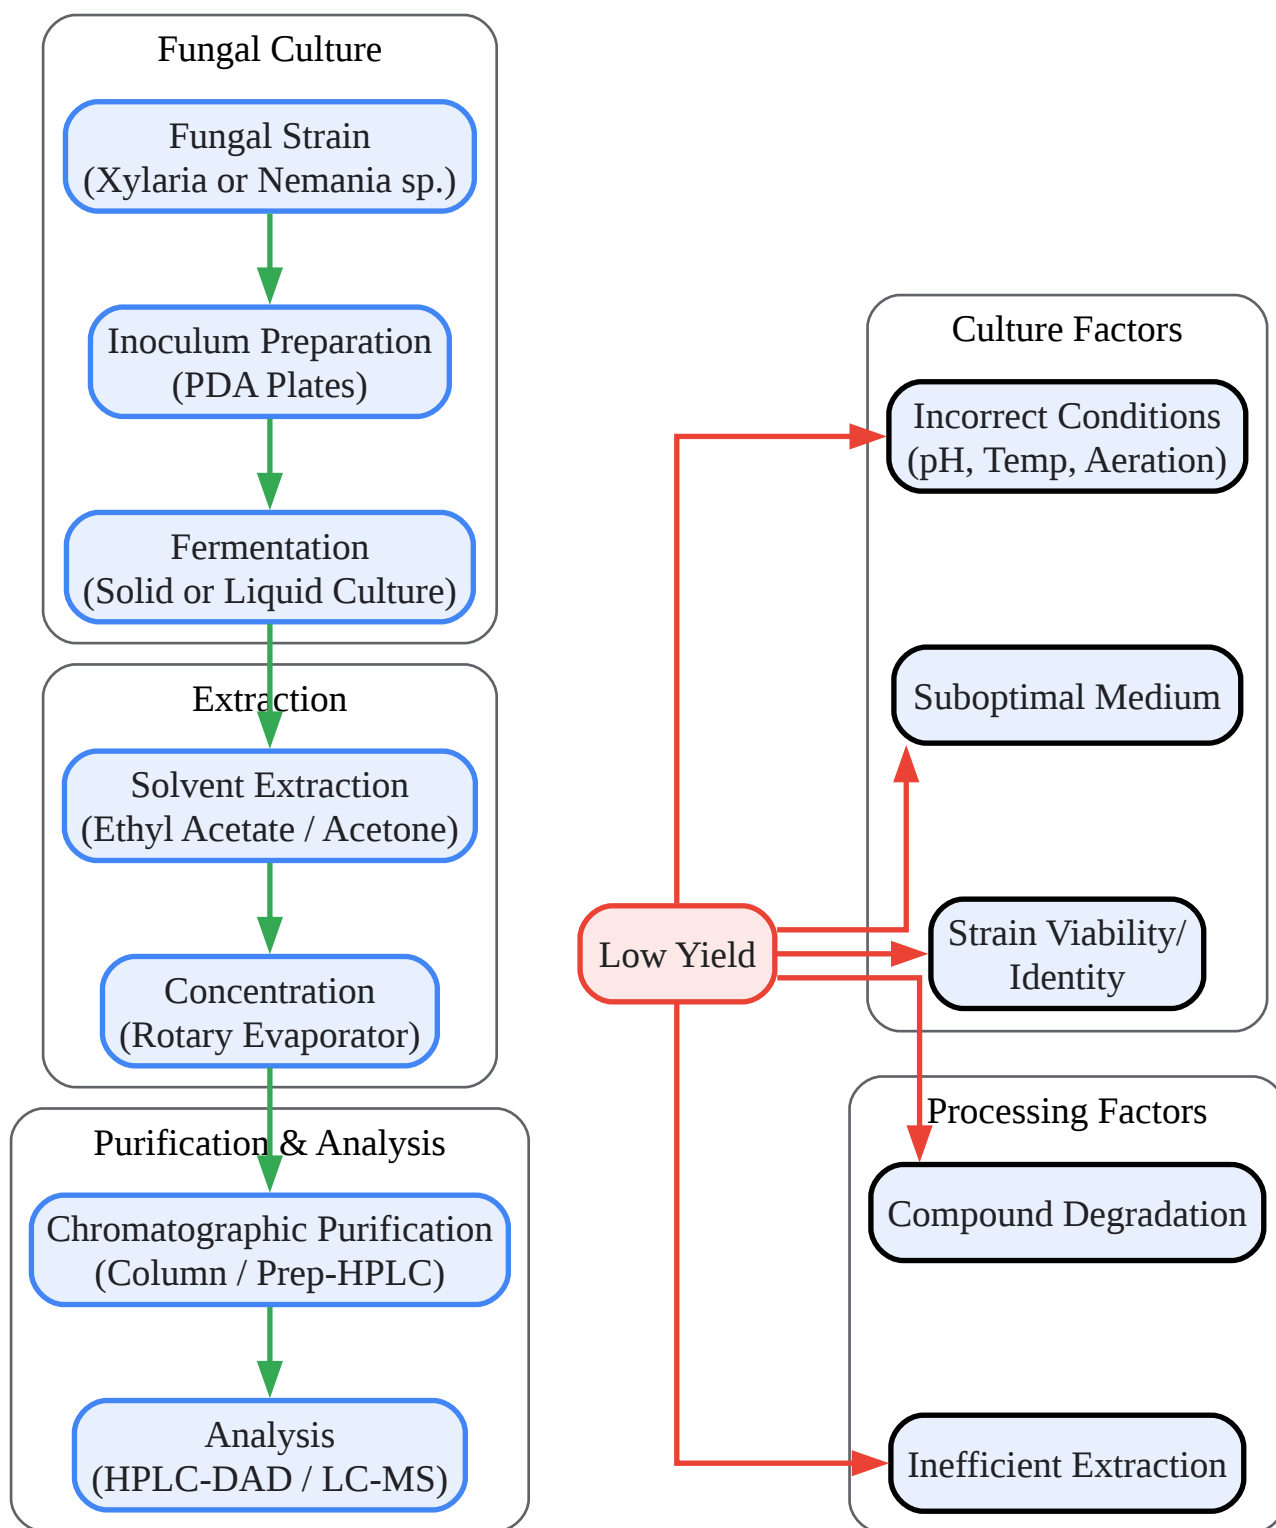 Fungal Culture
Fungal Strain
(Xylaria or Nemania sp.)
Inoculum Preparation
(PDA Plates)
Fermentation
(Solid or Liquid Culture)
Extraction
Solvent Extraction
(Ethyl Acetate / Acetone)
Concentration
(Rotary Evaporator)
Purification & Analysis
Chromatographic Purification
(Column / Prep-HPLC)
Analysis
(HPLC-DAD / LC-MS)
Low Yield
Culture Factors
Incorrect Conditions
(pH, Temp, Aeration)
Suboptimal Medium
Strain Viability/
Identity
Processing Factors
Compound Degradation
Inefficient Extraction